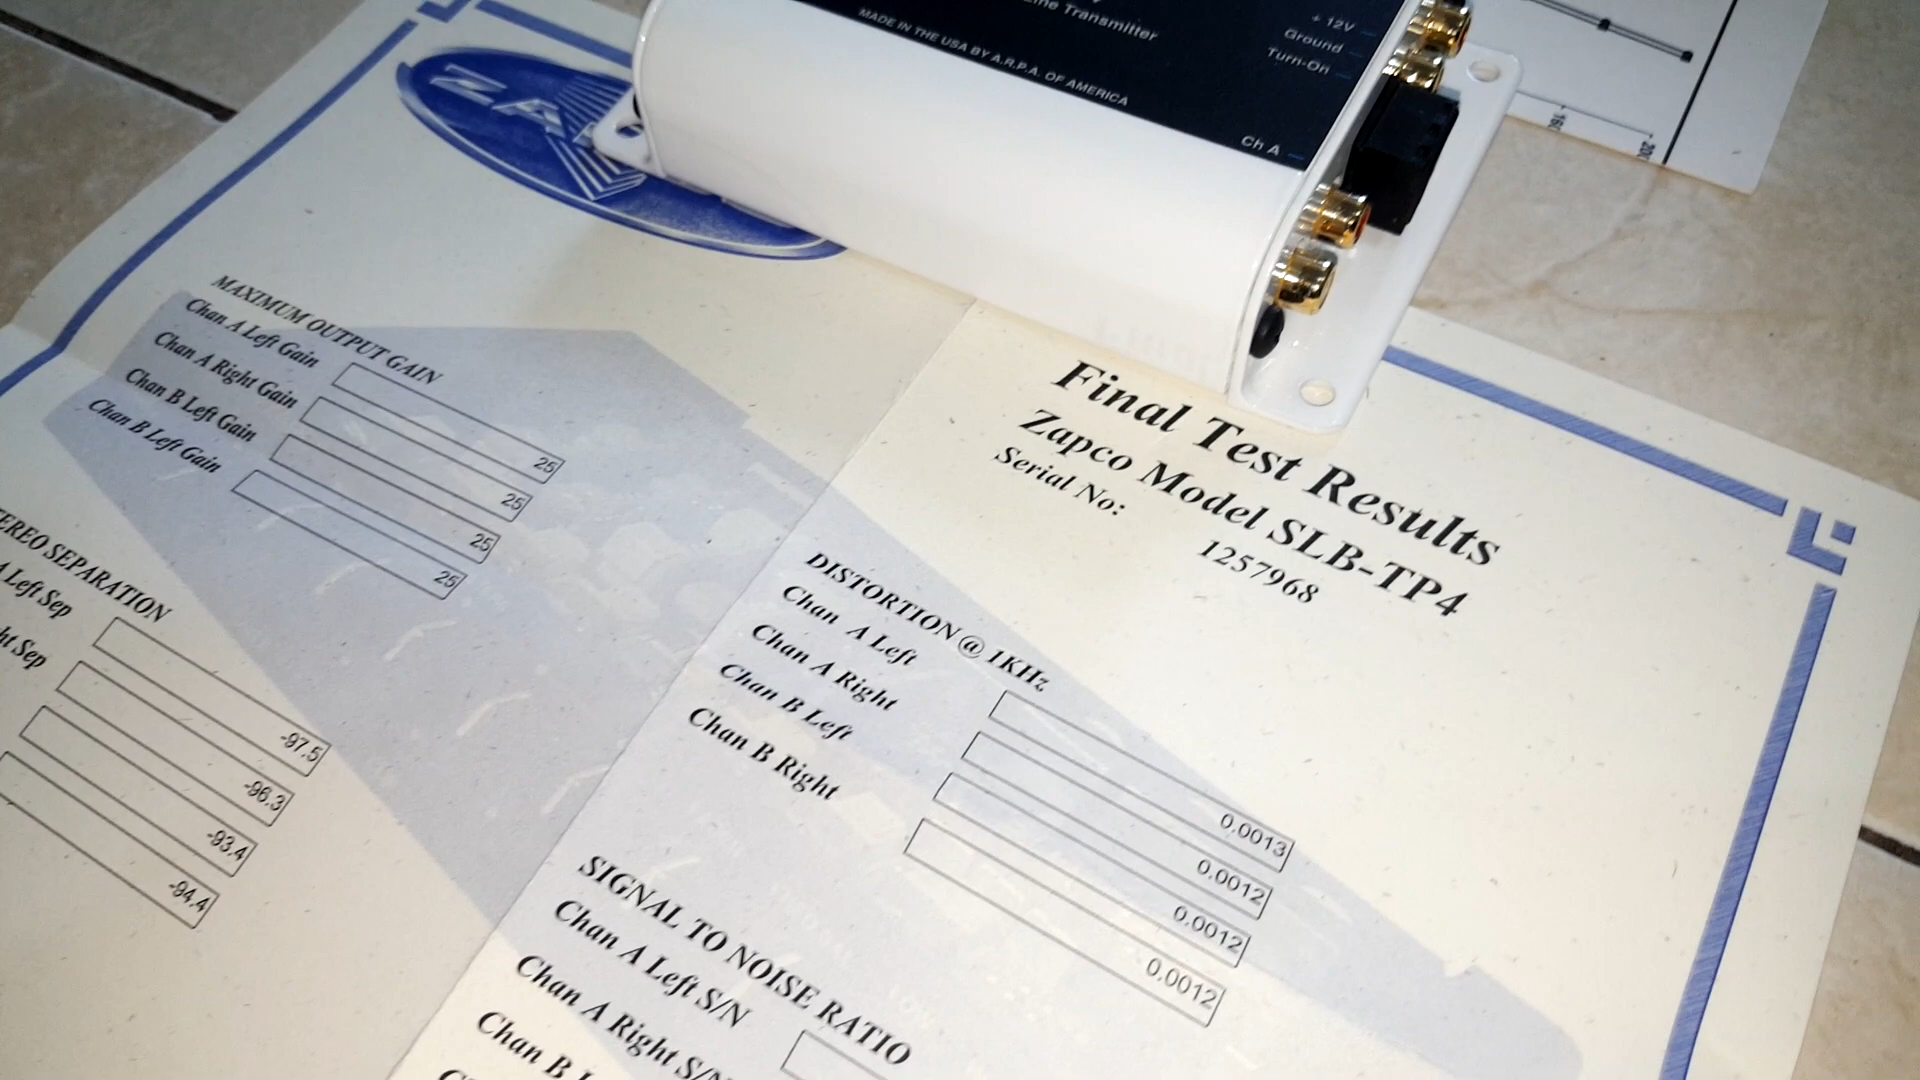 Line Transmitter
MADE IN THE USA BY A.R.P.A. OF AMERICA
+ 12V
Ground
Turn-On
Ch A
MAXIMUM OUTPUT GAIN
Chan A Left Gain 25
Chan A Right Gain 25
Chan B Left Gain 25
Chan B Left Gain 25
SEPARATION
Left Sep -97.5
Sep -96.3
-93.4
-94.4
Final Test Results
Zapco Model SLB-TP4
Serial No:
1257968
DISTORTION @ 1KHz
Chan A Left 0.0013
Chan A Right 0.0012
Chan B Left 0.0012
Chan B Right 0.0012
SIGNAL TO NOISE RATIO
Chan A Left S/N
Chan A Right S/N
Chan B